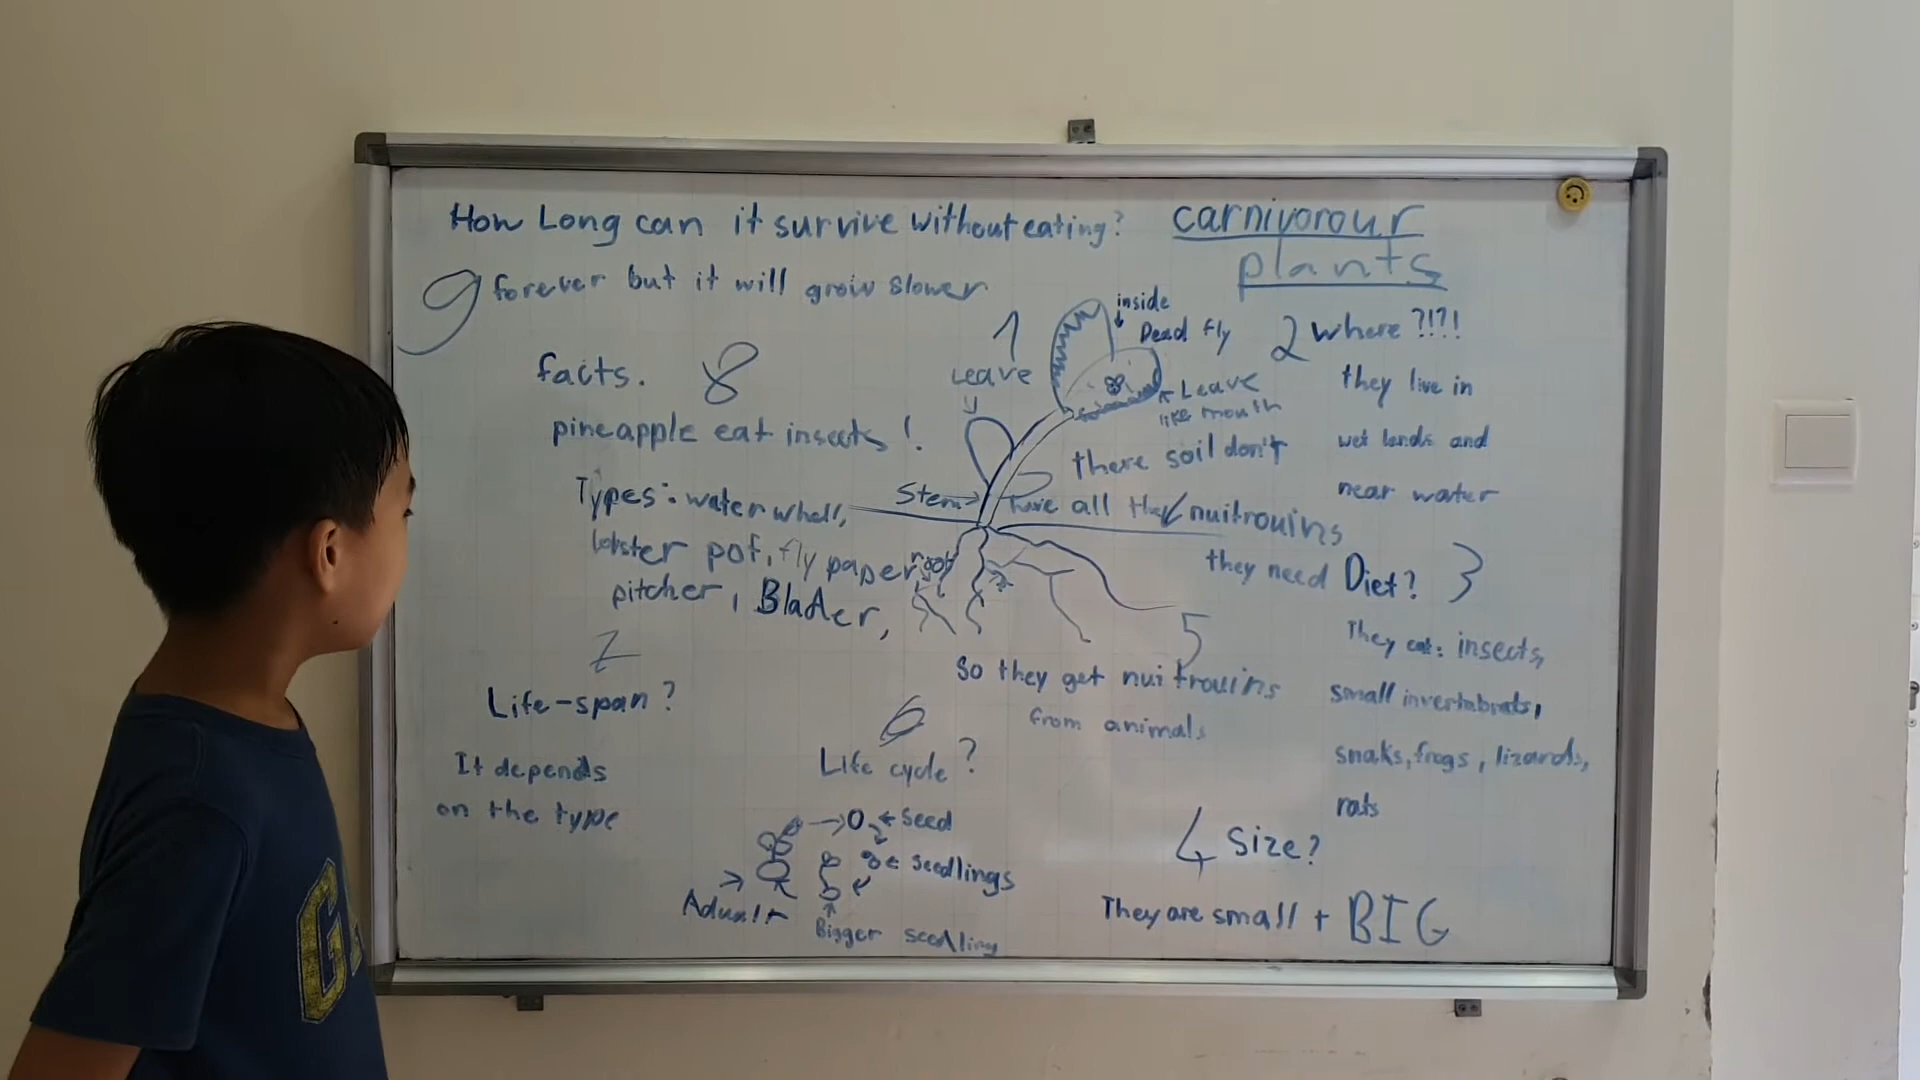 How Long can it survive without eating?
carnivorour
plants
9 forever but it will grow slower
1
Leave
inside
Dead fly
Leave
like mouth
2 where ?!?!
they live in
wet lands and
near water
facts. 8
pineapple eat insects !
Types: water whell,
lobster pot, fly paper,
pitcher, Bladder,
Stem
root
there soil don't
have all the nuitrouins
they need
Diet? 3
They eat: insects,
small invertabrats,
snaks, frogs, lizards,
rats
4 size?
They are small + BIG
5
So they get nuitrouins
from animals
6
Life cycle?
Seed
Seedlings
Bigger seedling
Adualt
7
Life-span?
It depends
on the type
G